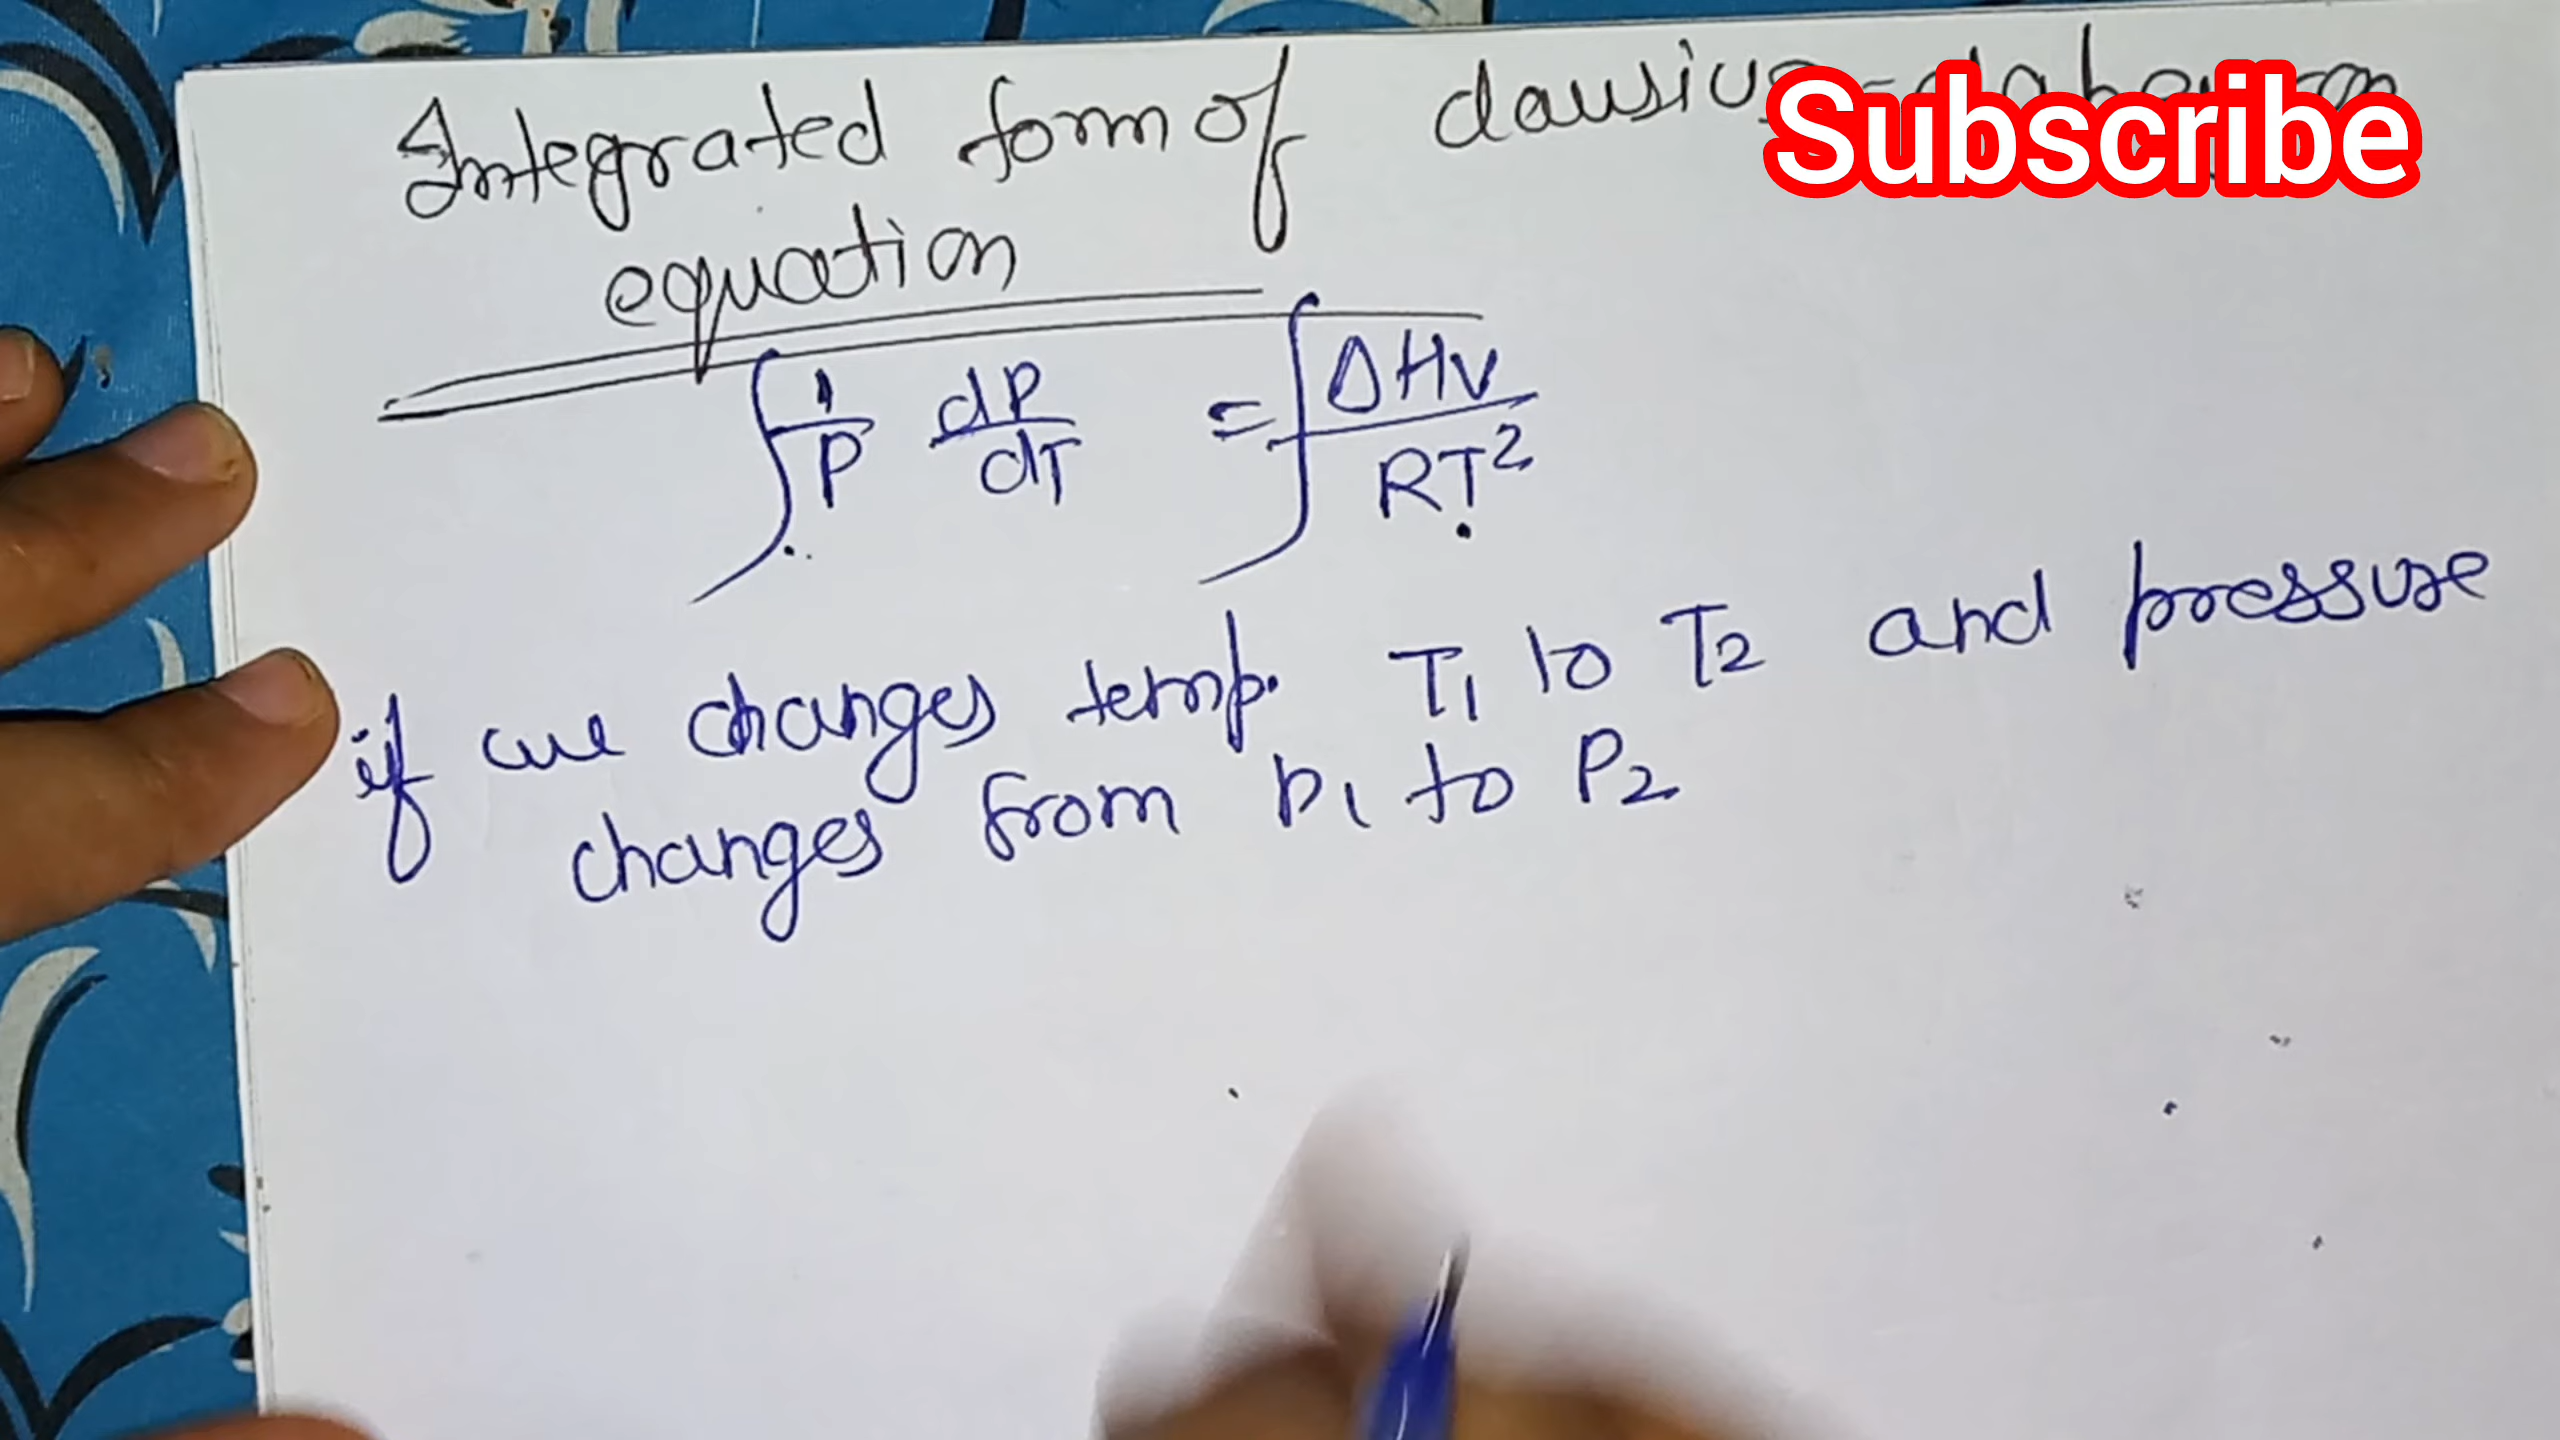 Integrated form of clausius
Subscribe
equation
∫ 1/P dP/dT = ∫ ΔHv/RT²
if we changes temp. T₁ to T₂ and pressure
changes from P₁ to P₂